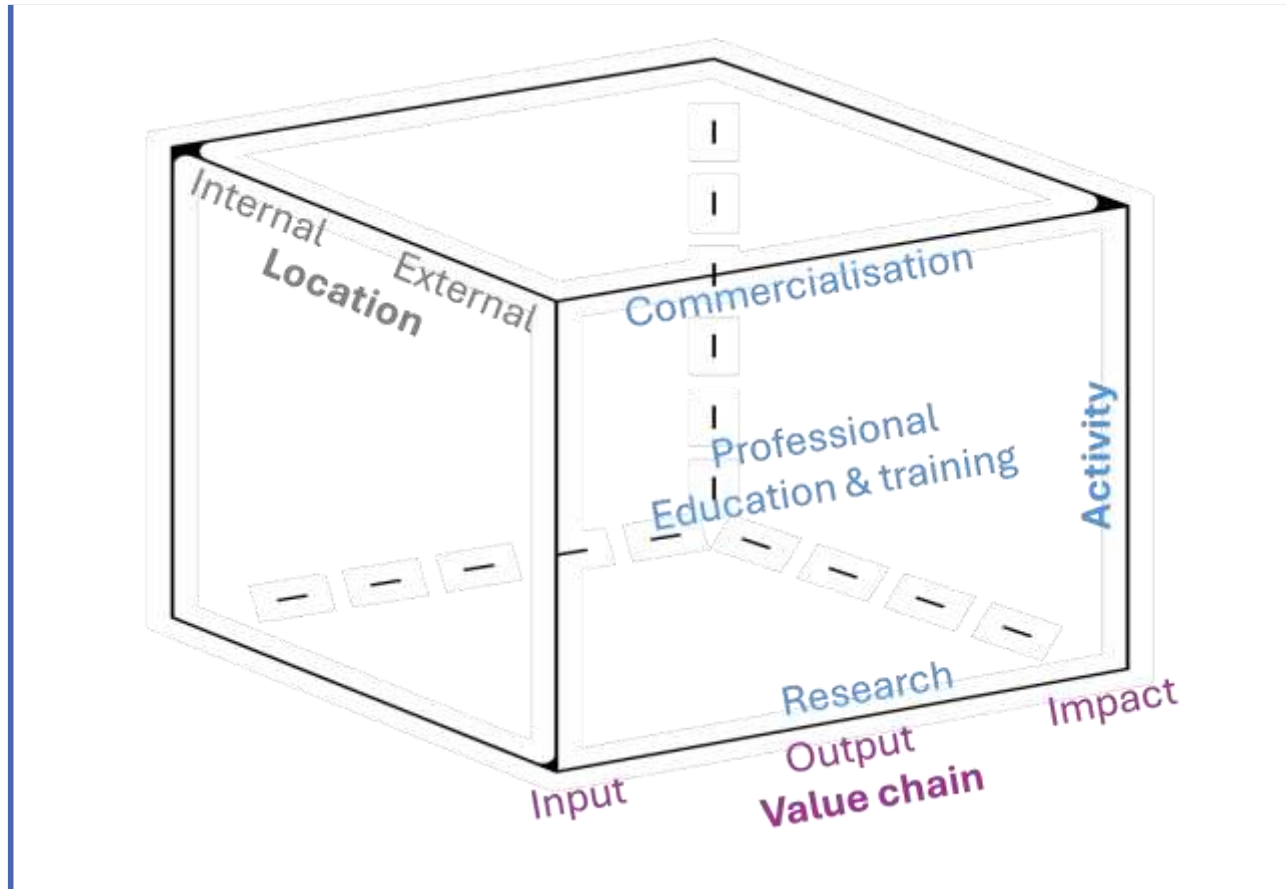 Internal
External
Location
Commercialisation
Professional
Education & training
Activity
Research
Input
Output
Impact
Value chain